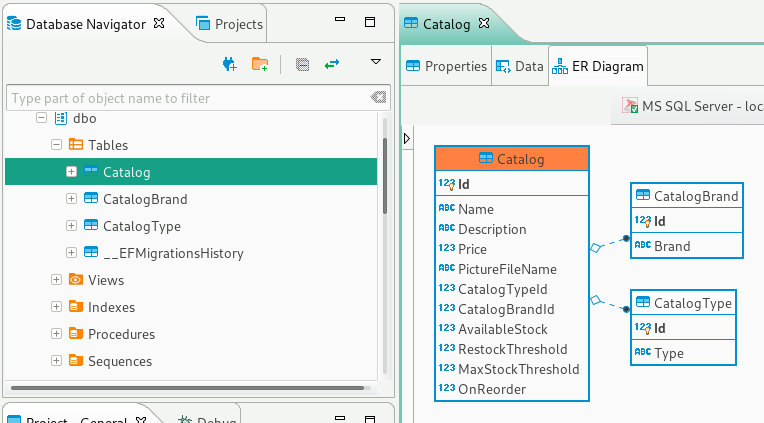 Database Navigator
Projects
Type part of object name to filter
dbo
Tables
Catalog
CatalogBrand
CatalogType
__EFMigrationsHistory
Views
Indexes
Procedures
Sequences
Project - General
Debug
Catalog
Properties
Data
ER Diagram
MS SQL Server - loc
Catalog
123 Id
ABC Name
ABC Description
123 Price
ABC PictureFileName
123 CatalogTypeId
123 CatalogBrandId
123 AvailableStock
123 RestockThreshold
123 MaxStockThreshold
123 OnReorder
CatalogBrand
123 Id
ABC Brand
CatalogType
123 Id
ABC Type